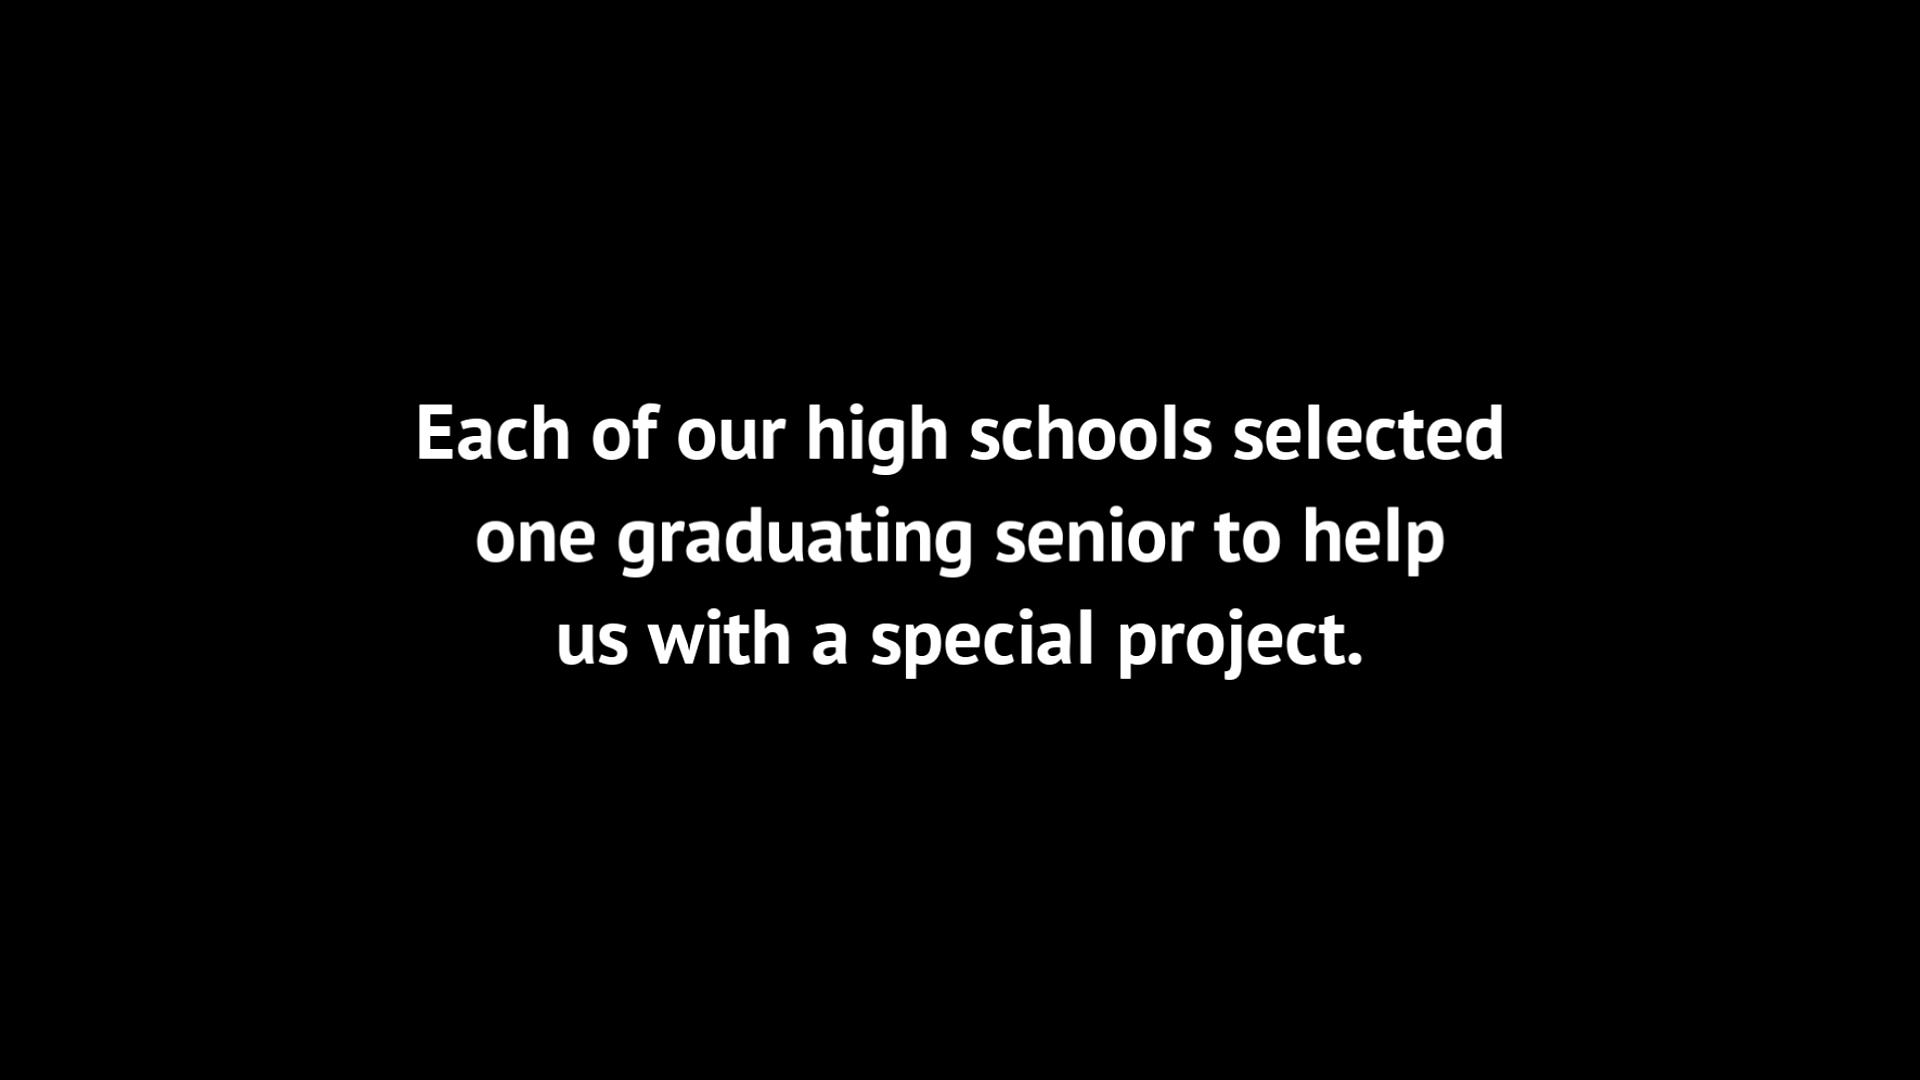 Each of our high schools selected
one graduating senior to help
us with a special project.